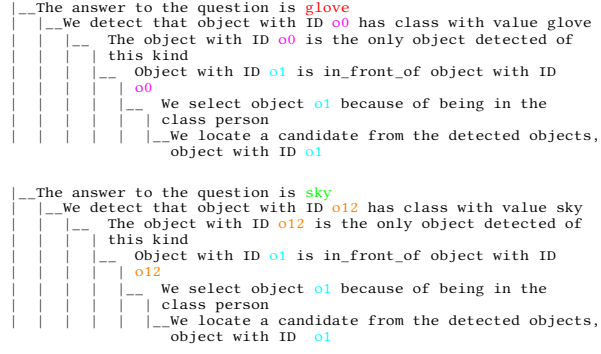 |__The answer to the question is glove
| |__We detect that object with ID o0 has class with value glove
| | |__ The object with ID o0 is the only object detected of
| | | | this kind
| | | |__ Object with ID o1 is in_front_of object with ID
| | | | | o0
| | | | |__ We select object o1 because of being in the
| | | | | | class person
| | | | | |__We locate a candidate from the detected objects,
object with ID o1
|__The answer to the question is sky
| |__We detect that object with ID o12 has class with value sky
| | |__ The object with ID o12 is the only object detected of
| | | | this kind
| | | |__ Object with ID o1 is in_front_of object with ID
| | | | | o12
| | | | |__ We select object o1 because of being in the
| | | | | | class person
| | | | | |__We locate a candidate from the detected objects,
object with ID o1